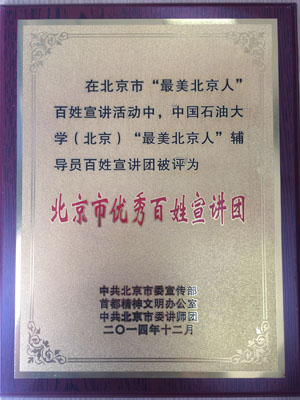 在北京市“最美北京人”
百姓宣讲活动中，中国石油大
学（北京）“最美北京人”辅
导员百姓宣讲团被评为
北京市优秀百姓宣讲团
中共北京市委宣传部
首都精神文明办公室
中共北京市委讲师团
二〇一四年十二月